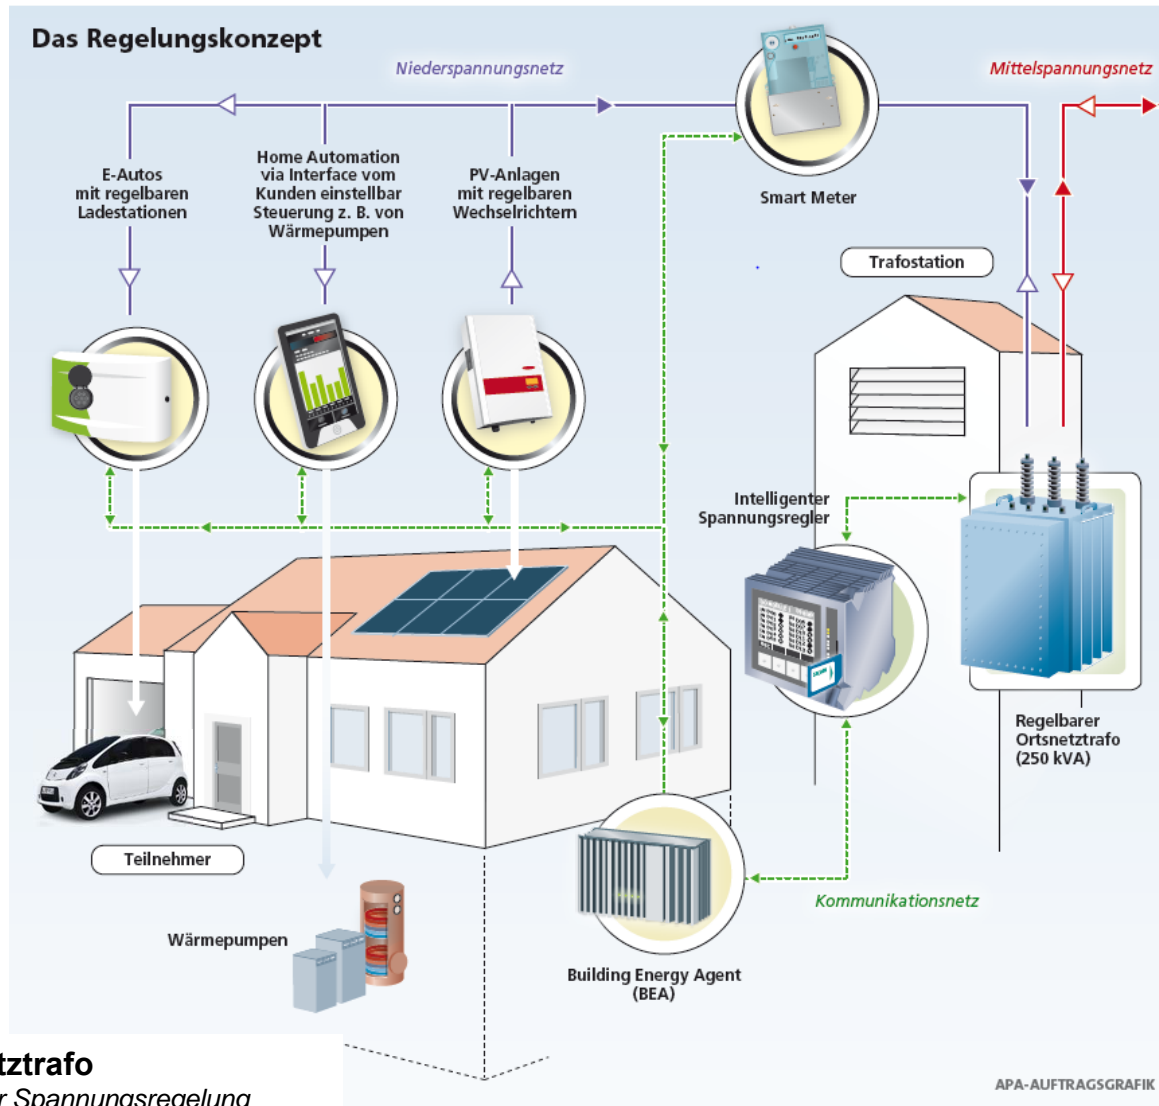 Das Regelungskonzept
Niederspannungsnetz
Mittelspannungsnetz
E-Autos
mit regelbaren
Ladestationen
Home Automation
via Interface vom
Kunden einstellbar
Steuerung z. B. von
Wärmepumpen
PV-Anlagen
mit regelbaren
Wechselrichtern
Smart Meter
Trafostation
Intelligenter
Spannungsregler
Regelbarer
Ortsnetztrafo
(250 kVA)
Teilnehmer
Wärmepumpen
Building Energy Agent
(BEA)
Kommunikationsnetz
tztrafo
r Spannungsregelung
APA-AUFTRAGSGRAFIK